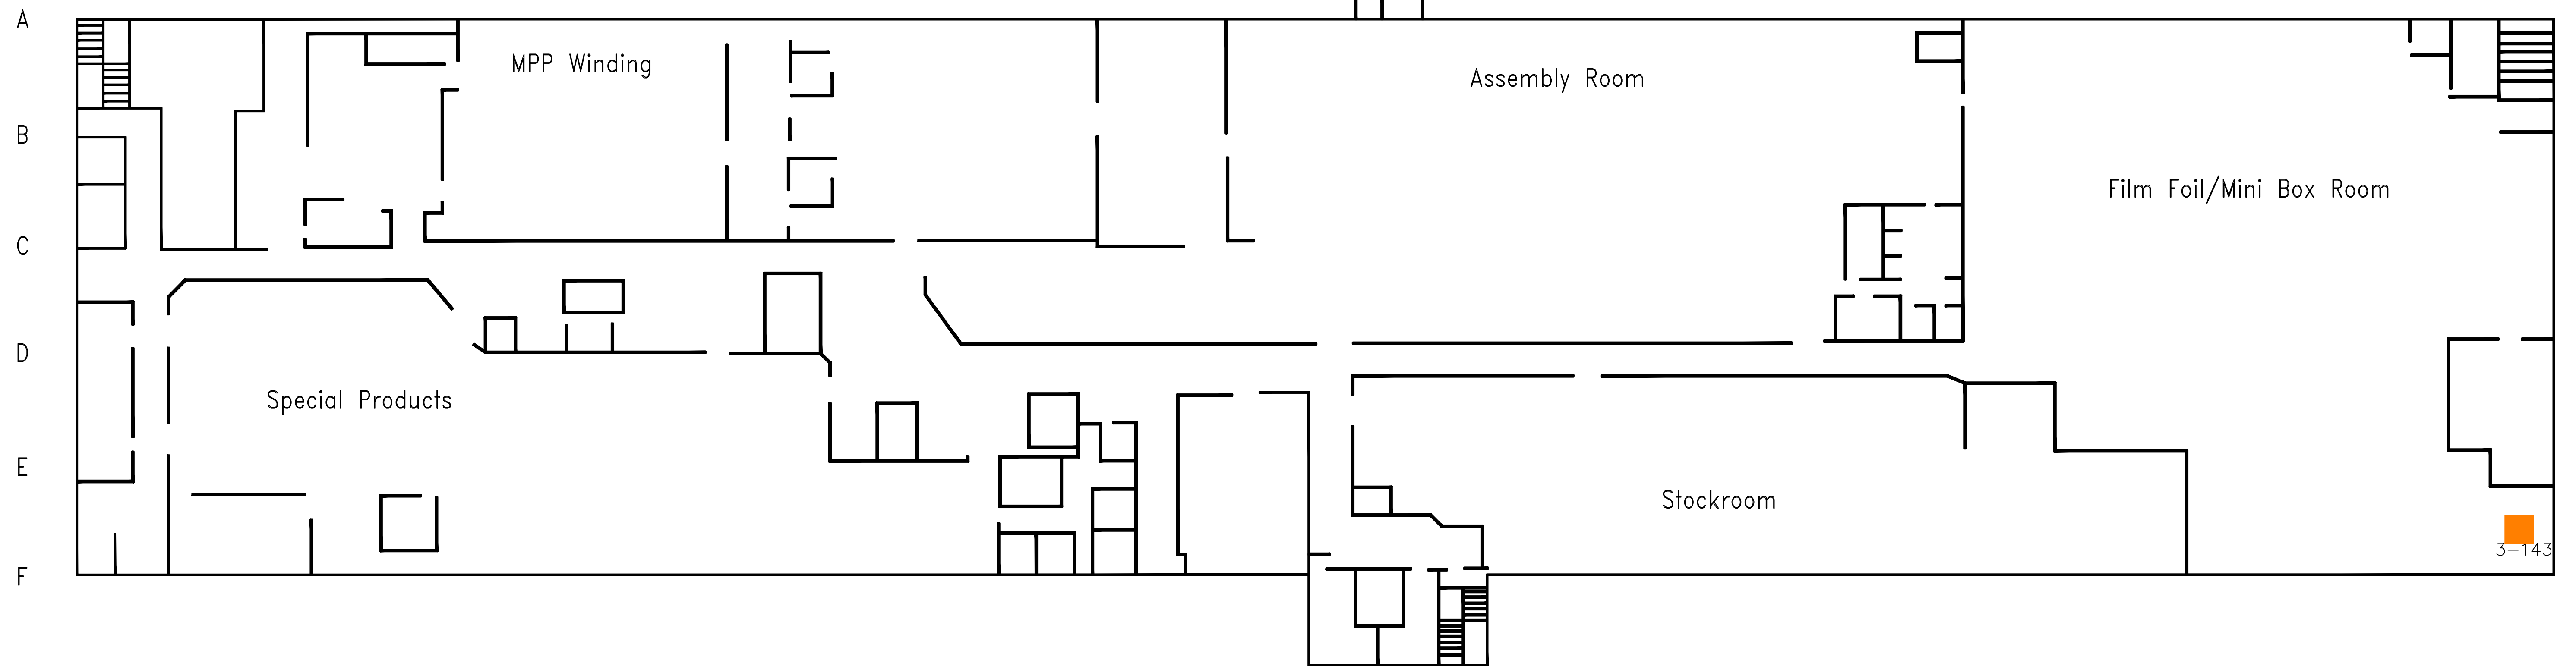 A
MPP Winding
Assembly Room
B
Film Foil/Mini Box Room
C
D
Special Products
E
Stockroom
3-143
F